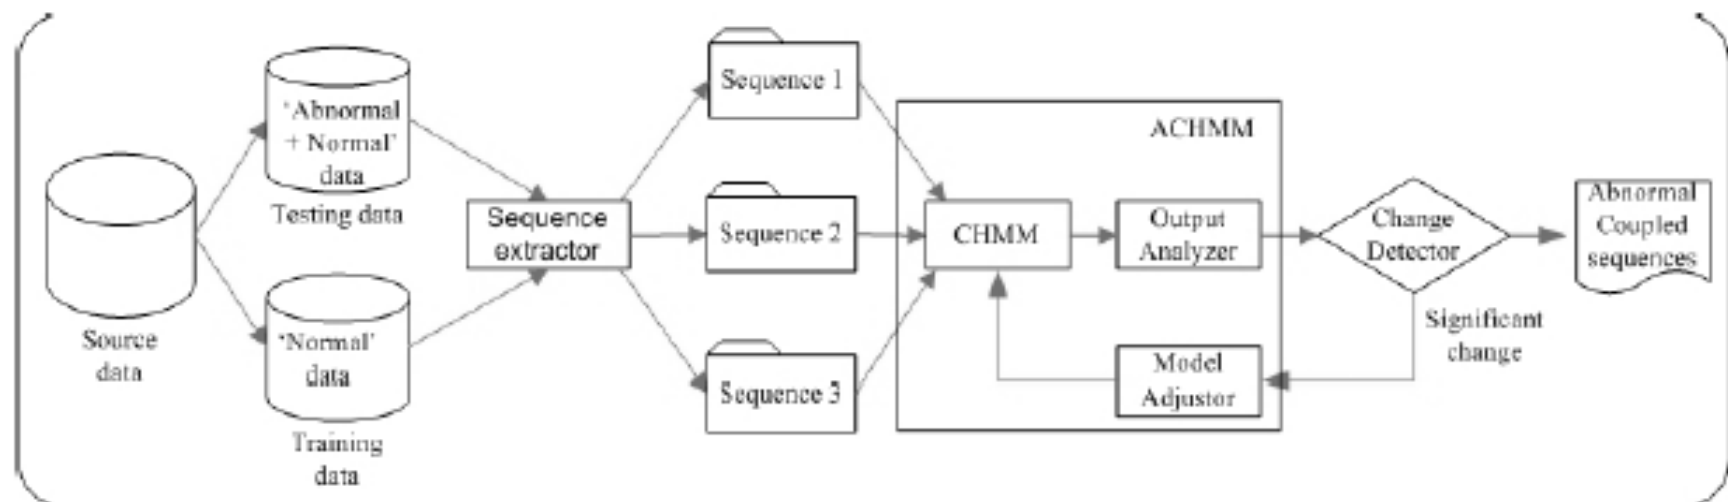 'Abnormal
+ Normal'
data
Testing data
Source
data
'Normal'
data
Training
data
Sequence
extractor
Sequence 1
Sequence 2
Sequence 3
ACHMM
CHMM
Output
Analyzer
Model
Adjustor
Change
Detector
Significant
change
Abnormal
Coupled
sequences